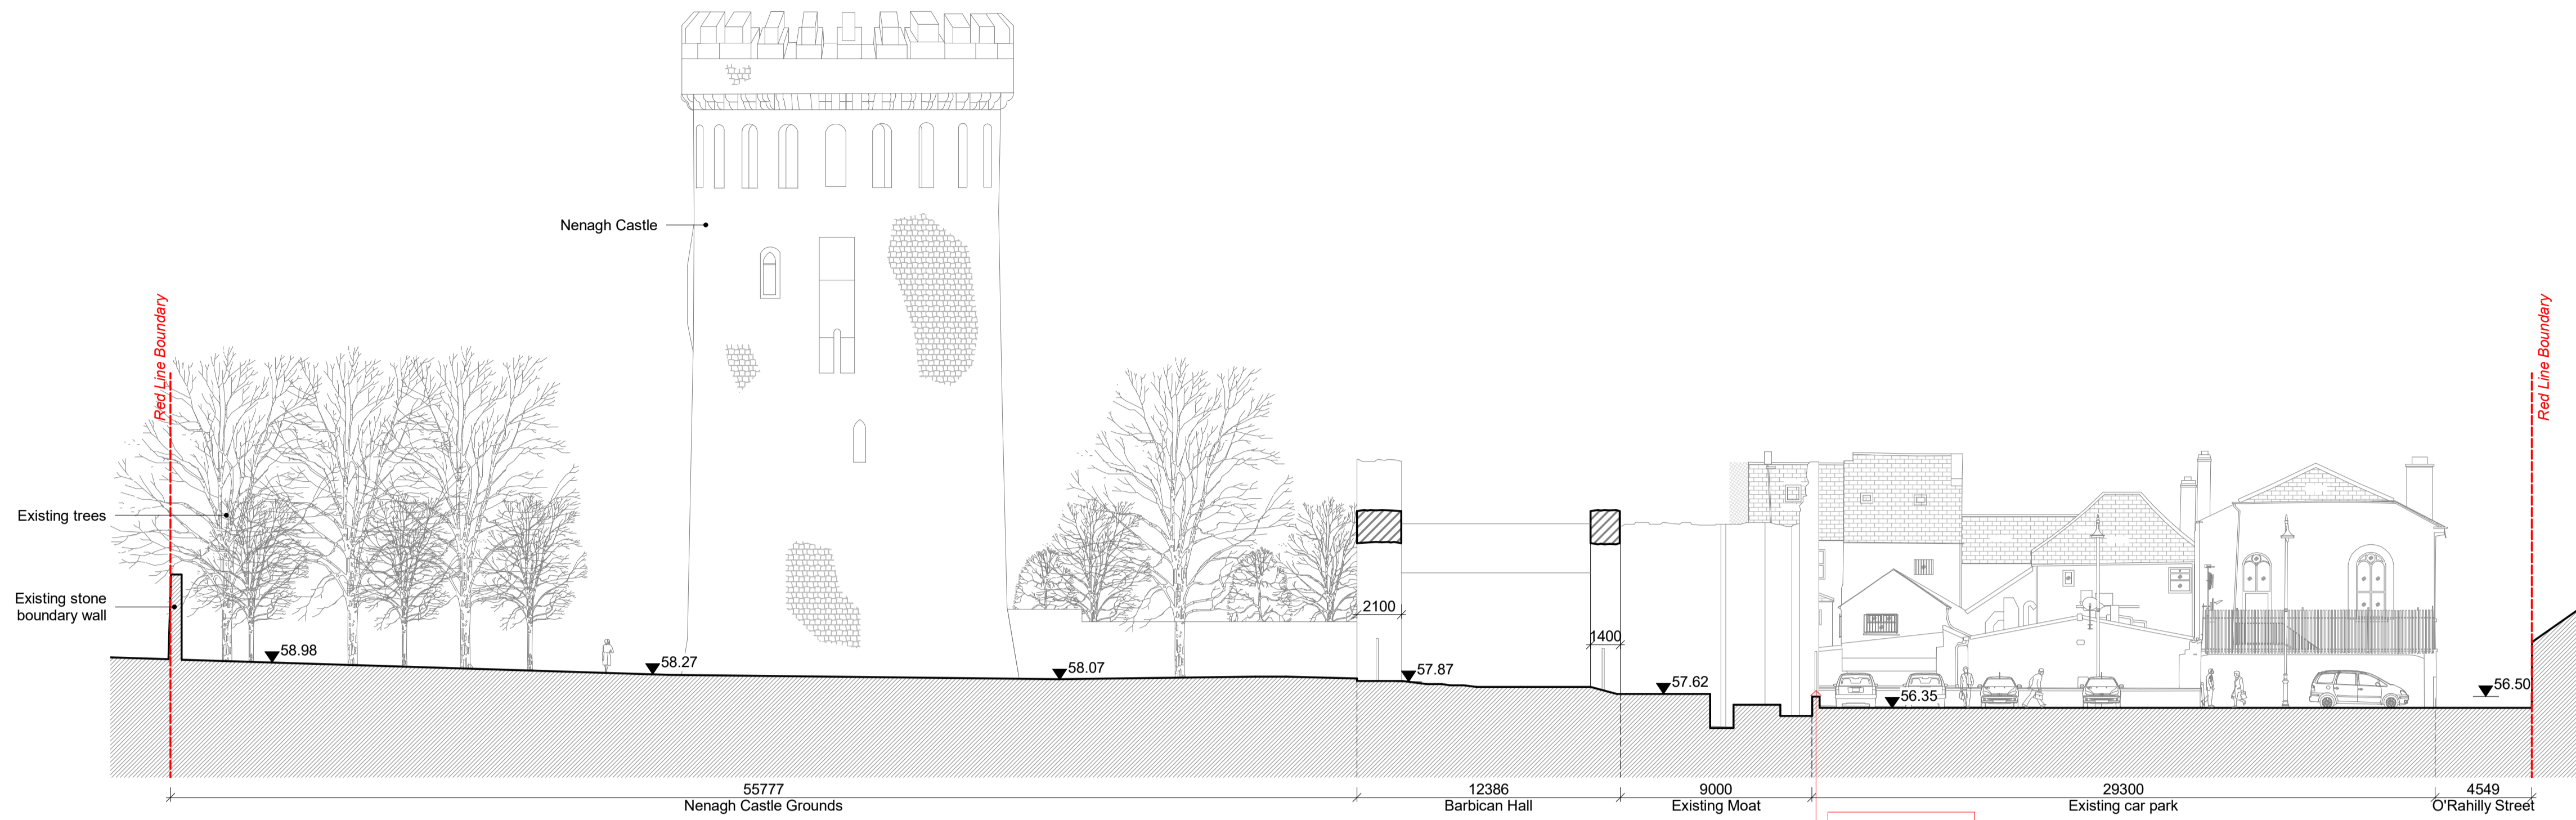 Nenagh Castle
Red Line Boundary
Red Line Boundary
Existing trees
Existing stone
boundary wall
2100
1400
58.98
58.27
58.07
57.87
57.62
56.35
56.50
55777
12386
9000
29300
4549
Nenagh Castle Grounds
Barbican Hall
Existing Moat
Existing car park
O'Rahilly Street